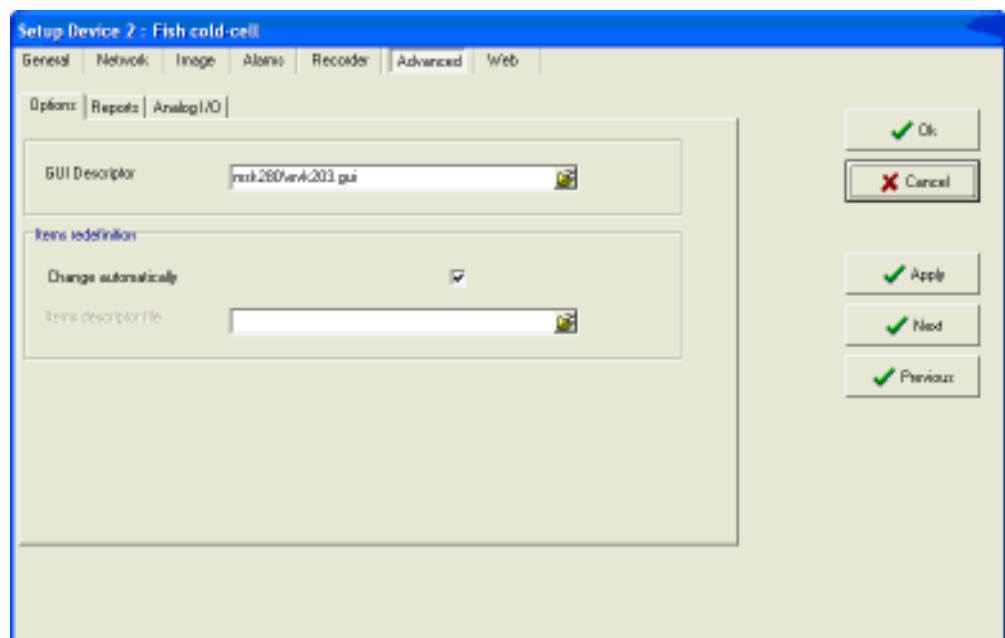 Setup Device 2 : Fish cold-cell
General Network Image Alarms Recorder Advanced Web
Options Reports Analog I/O
GUI Descriptor
Items redefinition
Change automatically
Items descriptor file
Ok
Cancel
Apply
Next
Previous